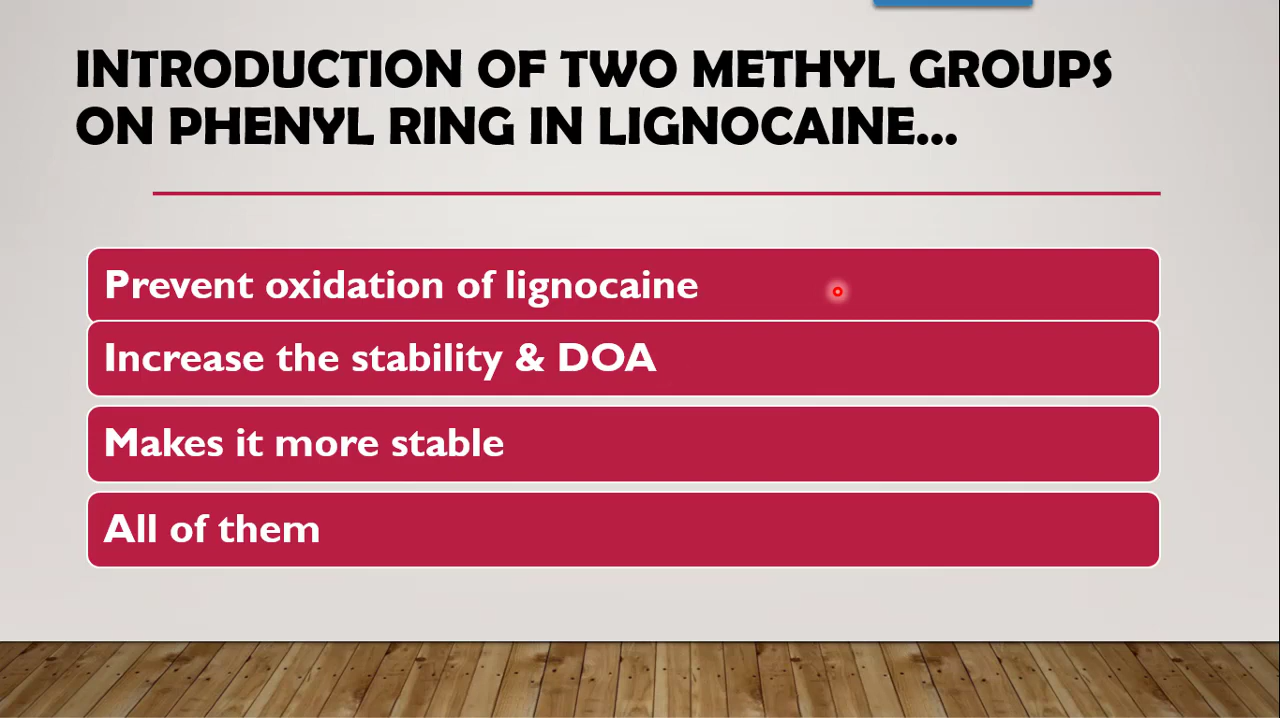 INTRODUCTION OF TWO METHYL GROUPS
ON PHENYL RING IN LIGNOCAINE...
Prevent oxidation of lignocaine
Increase the stability & DOA
Makes it more stable
All of them